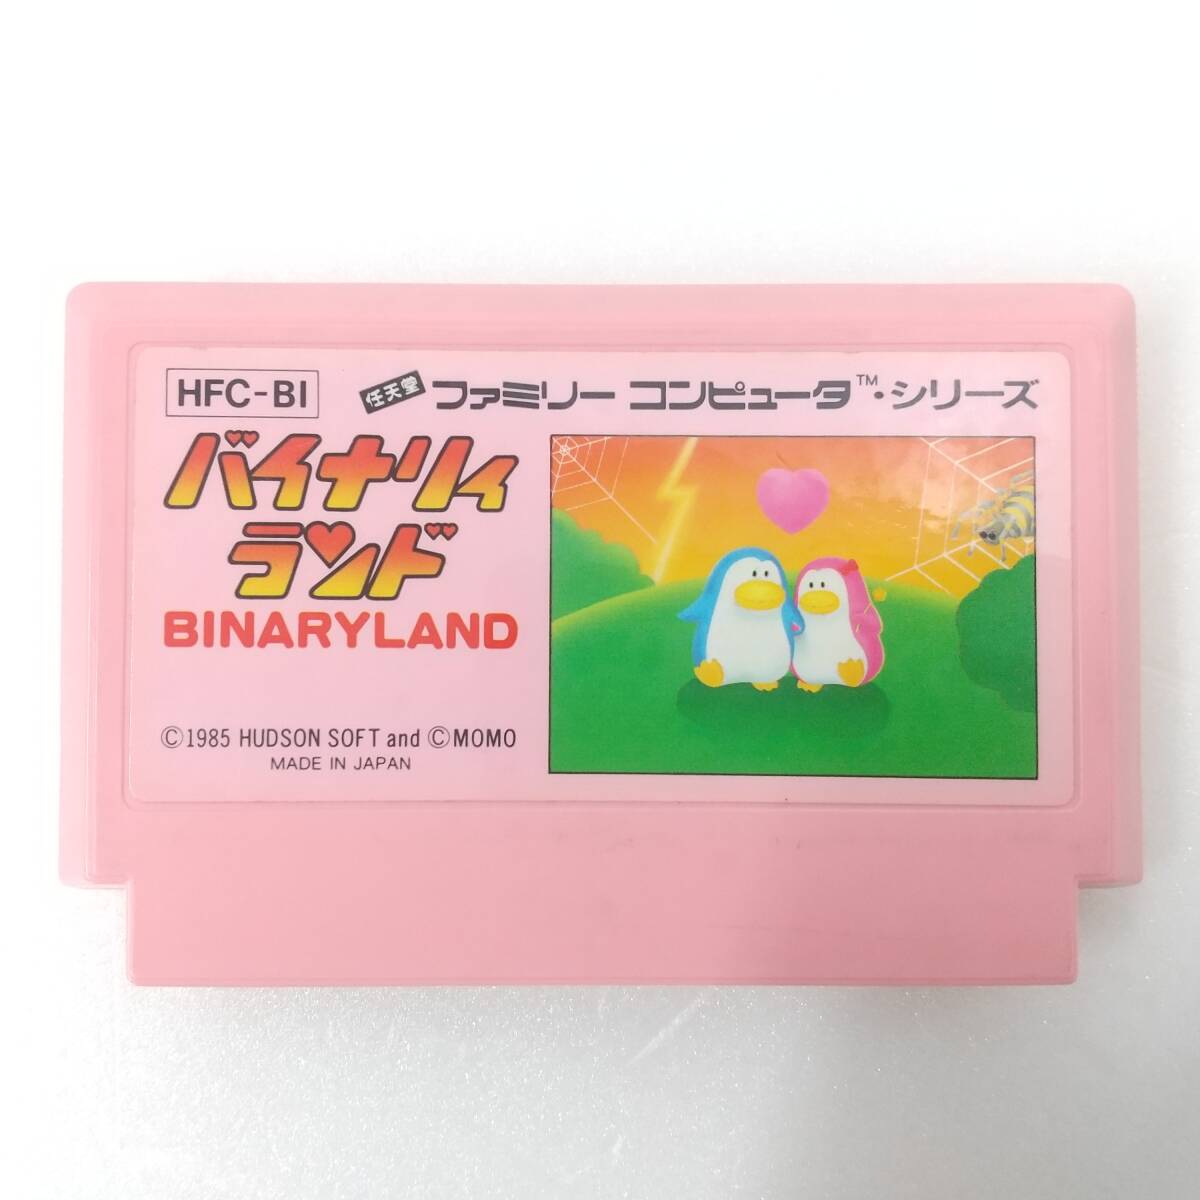 HFC-BI
任天堂 ファミリー コンピュータ™・シリーズ
バイナリィ
ランド
BINARYLAND
©1985 HUDSON SOFT and ©MOMO
MADE IN JAPAN